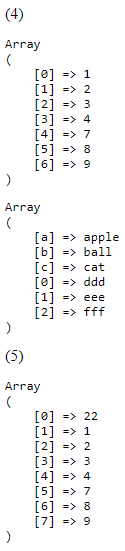 (4)
Array
(
    [0] => 1
    [1] => 2
    [2] => 3
    [3] => 4
    [4] => 7
    [5] => 8
    [6] => 9
)
Array
(
    [a] => apple
    [b] => ball
    [c] => cat
    [0] => ddd
    [1] => eee
    [2] => fff
)
(5)
Array
(
    [0] => 22
    [1] => 1
    [2] => 2
    [3] => 3
    [4] => 4
    [5] => 7
    [6] => 8
    [7] => 9
)